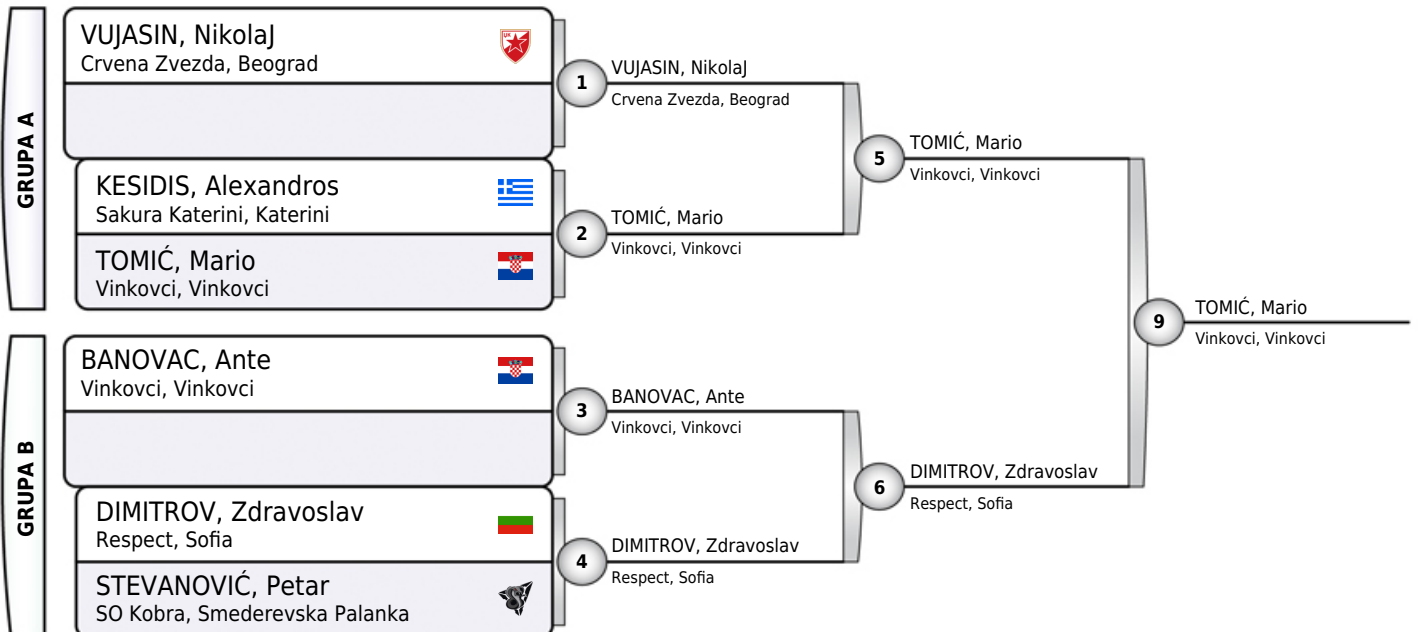 GRUPA A
VUJASIN, NikolaJ
Crvena Zvezda, Beograd
KESIDIS, Alexandros
Sakura Katerini, Katerini
TOMIĆ, Mario
Vinkovci, Vinkovci
1
VUJASIN, NikolaJ
Crvena Zvezda, Beograd
2
TOMIĆ, Mario
Vinkovci, Vinkovci
5
TOMIĆ, Mario
Vinkovci, Vinkovci
GRUPA B
BANOVAC, Ante
Vinkovci, Vinkovci
DIMITROV, Zdravoslav
Respect, Sofia
STEVANOVIĆ, Petar
SO Kobra, Smederevska Palanka
3
BANOVAC, Ante
Vinkovci, Vinkovci
4
DIMITROV, Zdravoslav
Respect, Sofia
6
DIMITROV, Zdravoslav
Respect, Sofia
9
TOMIĆ, Mario
Vinkovci, Vinkovci